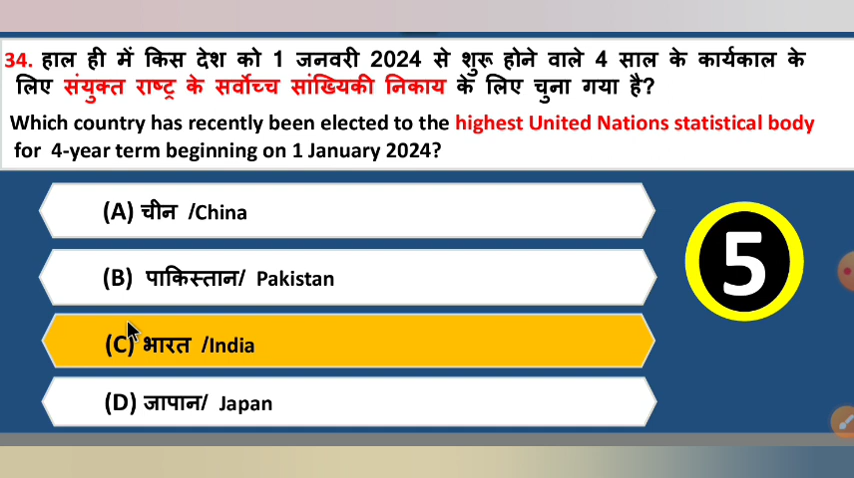 34. हाल ही में किस देश को 1 जनवरी 2024 से शुरू होने वाले 4 साल के कार्यकाल के
लिए संयुक्त राष्ट्र के सर्वोच्च सांख्यिकी निकाय के लिए चुना गया है?
Which country has recently been elected to the highest United Nations statistical body
for 4-year term beginning on 1 January 2024?
(A) चीन /China
(B) पाकिस्तान/ Pakistan
5
(C) भारत /India
(D) जापान/ Japan